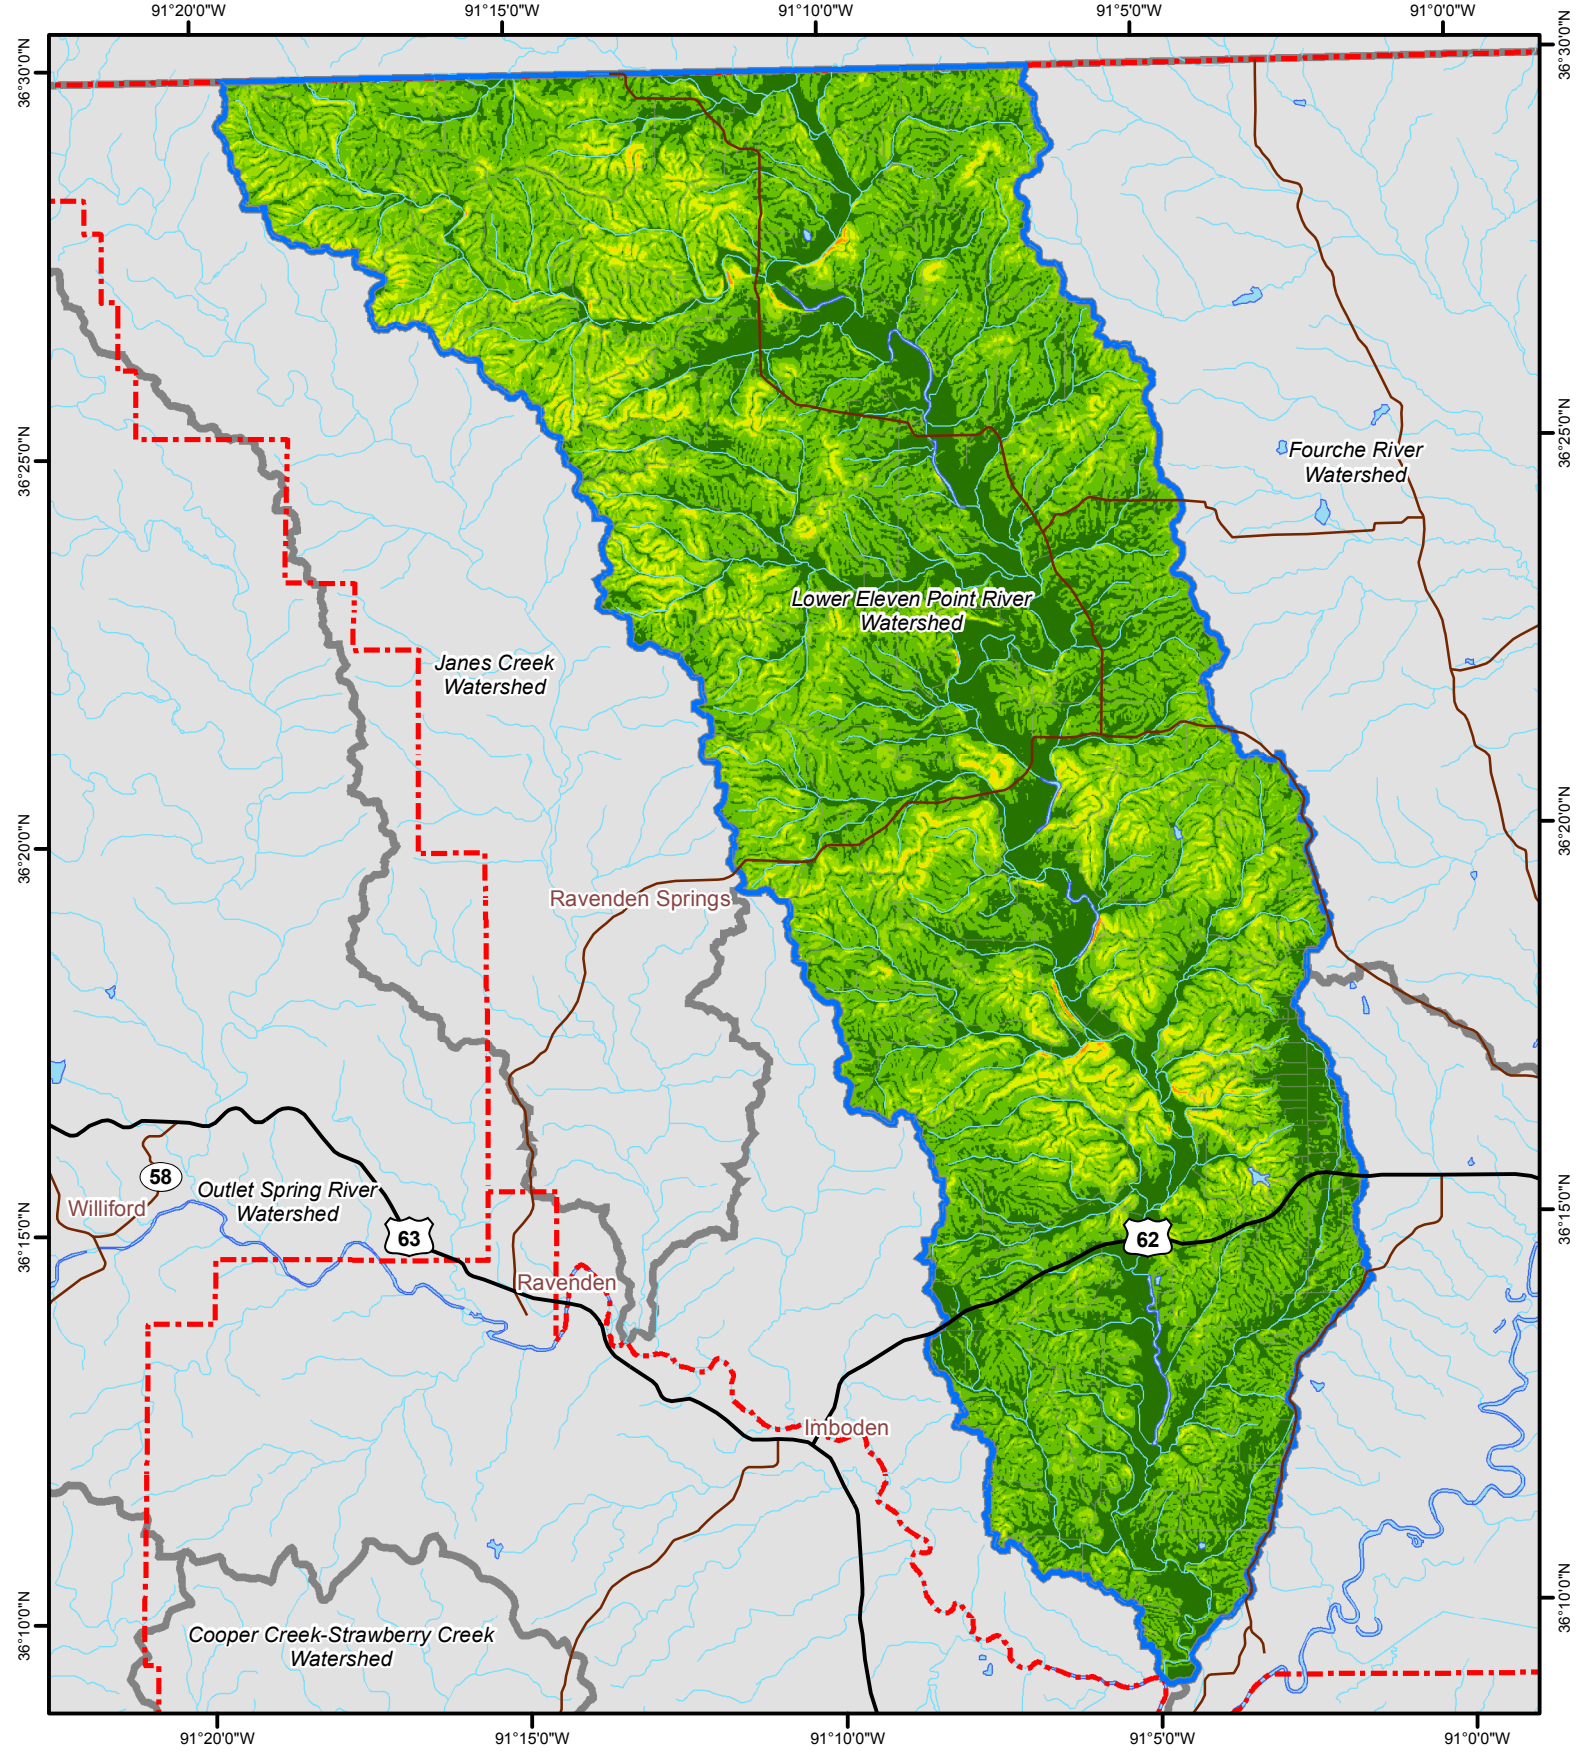 91°20'0"W
91°15'0"W
91°10'0"W
91°5'0"W
91°0'0"W
36°30'0"N
36°30'0"N
36°25'0"N
36°25'0"N
Fourche River
Watershed
Lower Eleven Point River
Watershed
Janes Creek
Watershed
36°20'0"N
36°20'0"N
Ravenden Springs
58
Outlet Spring River
Watershed
Williford
63
62
36°15'0"N
36°15'0"N
Ravenden
Imboden
36°10'0"N
36°10'0"N
Cooper Creek-Strawberry Creek
Watershed
91°20'0"W
91°15'0"W
91°10'0"W
91°5'0"W
91°0'0"W